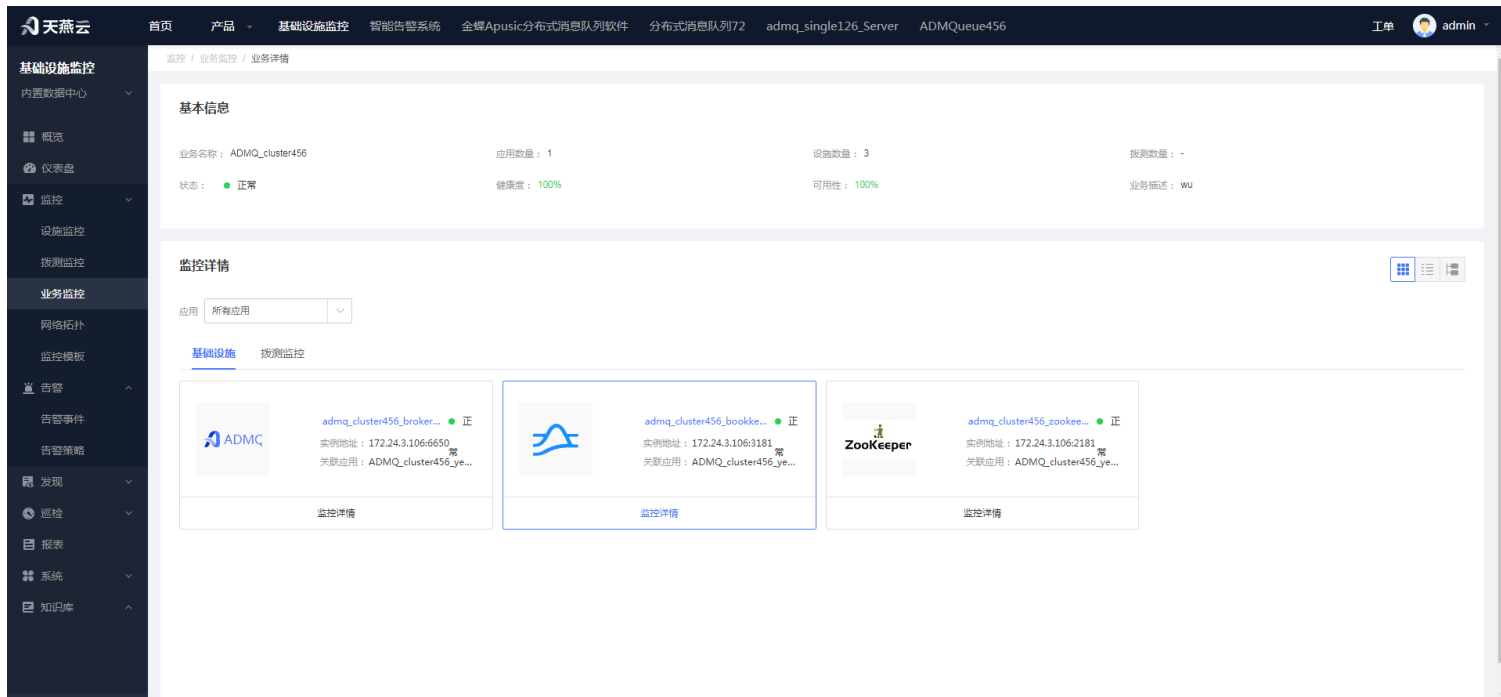 天燕云
首页 产品 基础设施监控 智能告警系统 金蝶Apusic分布式消息队列软件 分布式消息队列72 admq_single126_Server ADMQueue456 工单 admin
基础设施监控
内置数据中心
概览
仪表盘
监控
设施监控
拨测监控
业务监控
网络拓扑
监控模板
告警
告警事件
告警策略
发现
巡检
报表
系统
知识库
监控 / 业务监控 / 业务详情
基本信息
业务名称： ADMQ_cluster456 应用数量： 1 设施数量： 3 拨测数量： -
状态： 正常 健康度： 100% 可用性： 100% 业务描述： wu
监控详情
应用 所有应用
基础设施 拨测监控
ADMQ
admq_cluster456_broker... 正常
实例地址： 172.24.3.106:6650
关联应用： ADMQ_cluster456_ye...
监控详情
admq_cluster456_bookke... 正常
实例地址： 172.24.3.106:3181
关联应用： ADMQ_cluster456_ye...
监控详情
ZooKeeper
admq_cluster456_zookee... 正常
实例地址： 172.24.3.106:2181
关联应用： ADMQ_cluster456_ye...
监控详情